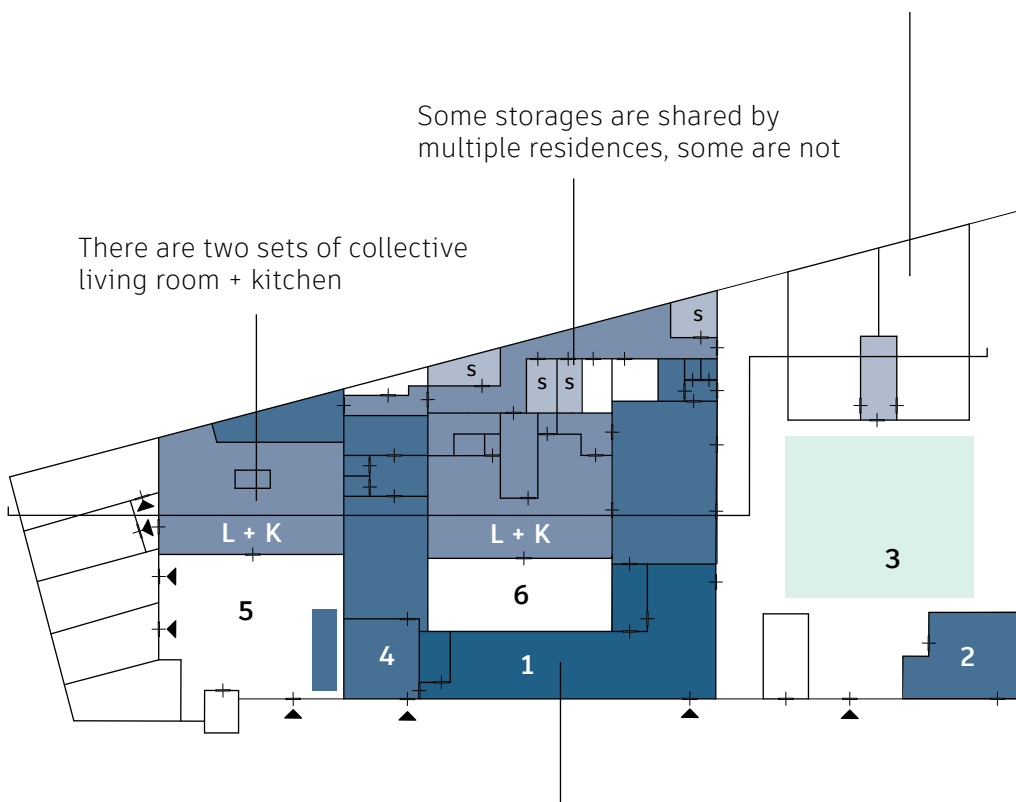 Some storages are shared by
multiple residences, some are not
There are two sets of collective
living room + kitchen
s
s
s
s
L + K
L + K
3
5
6
4
1
2